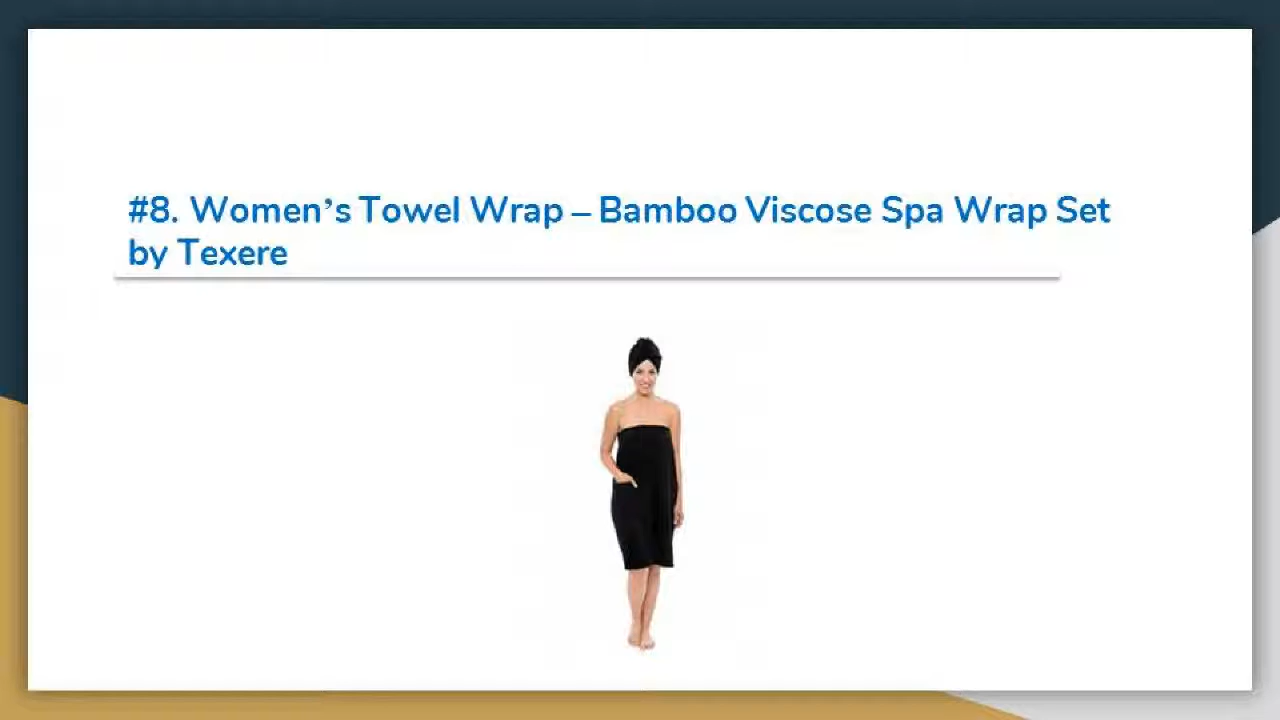 #8. Women’s Towel Wrap – Bamboo Viscose Spa Wrap Set
by Texere